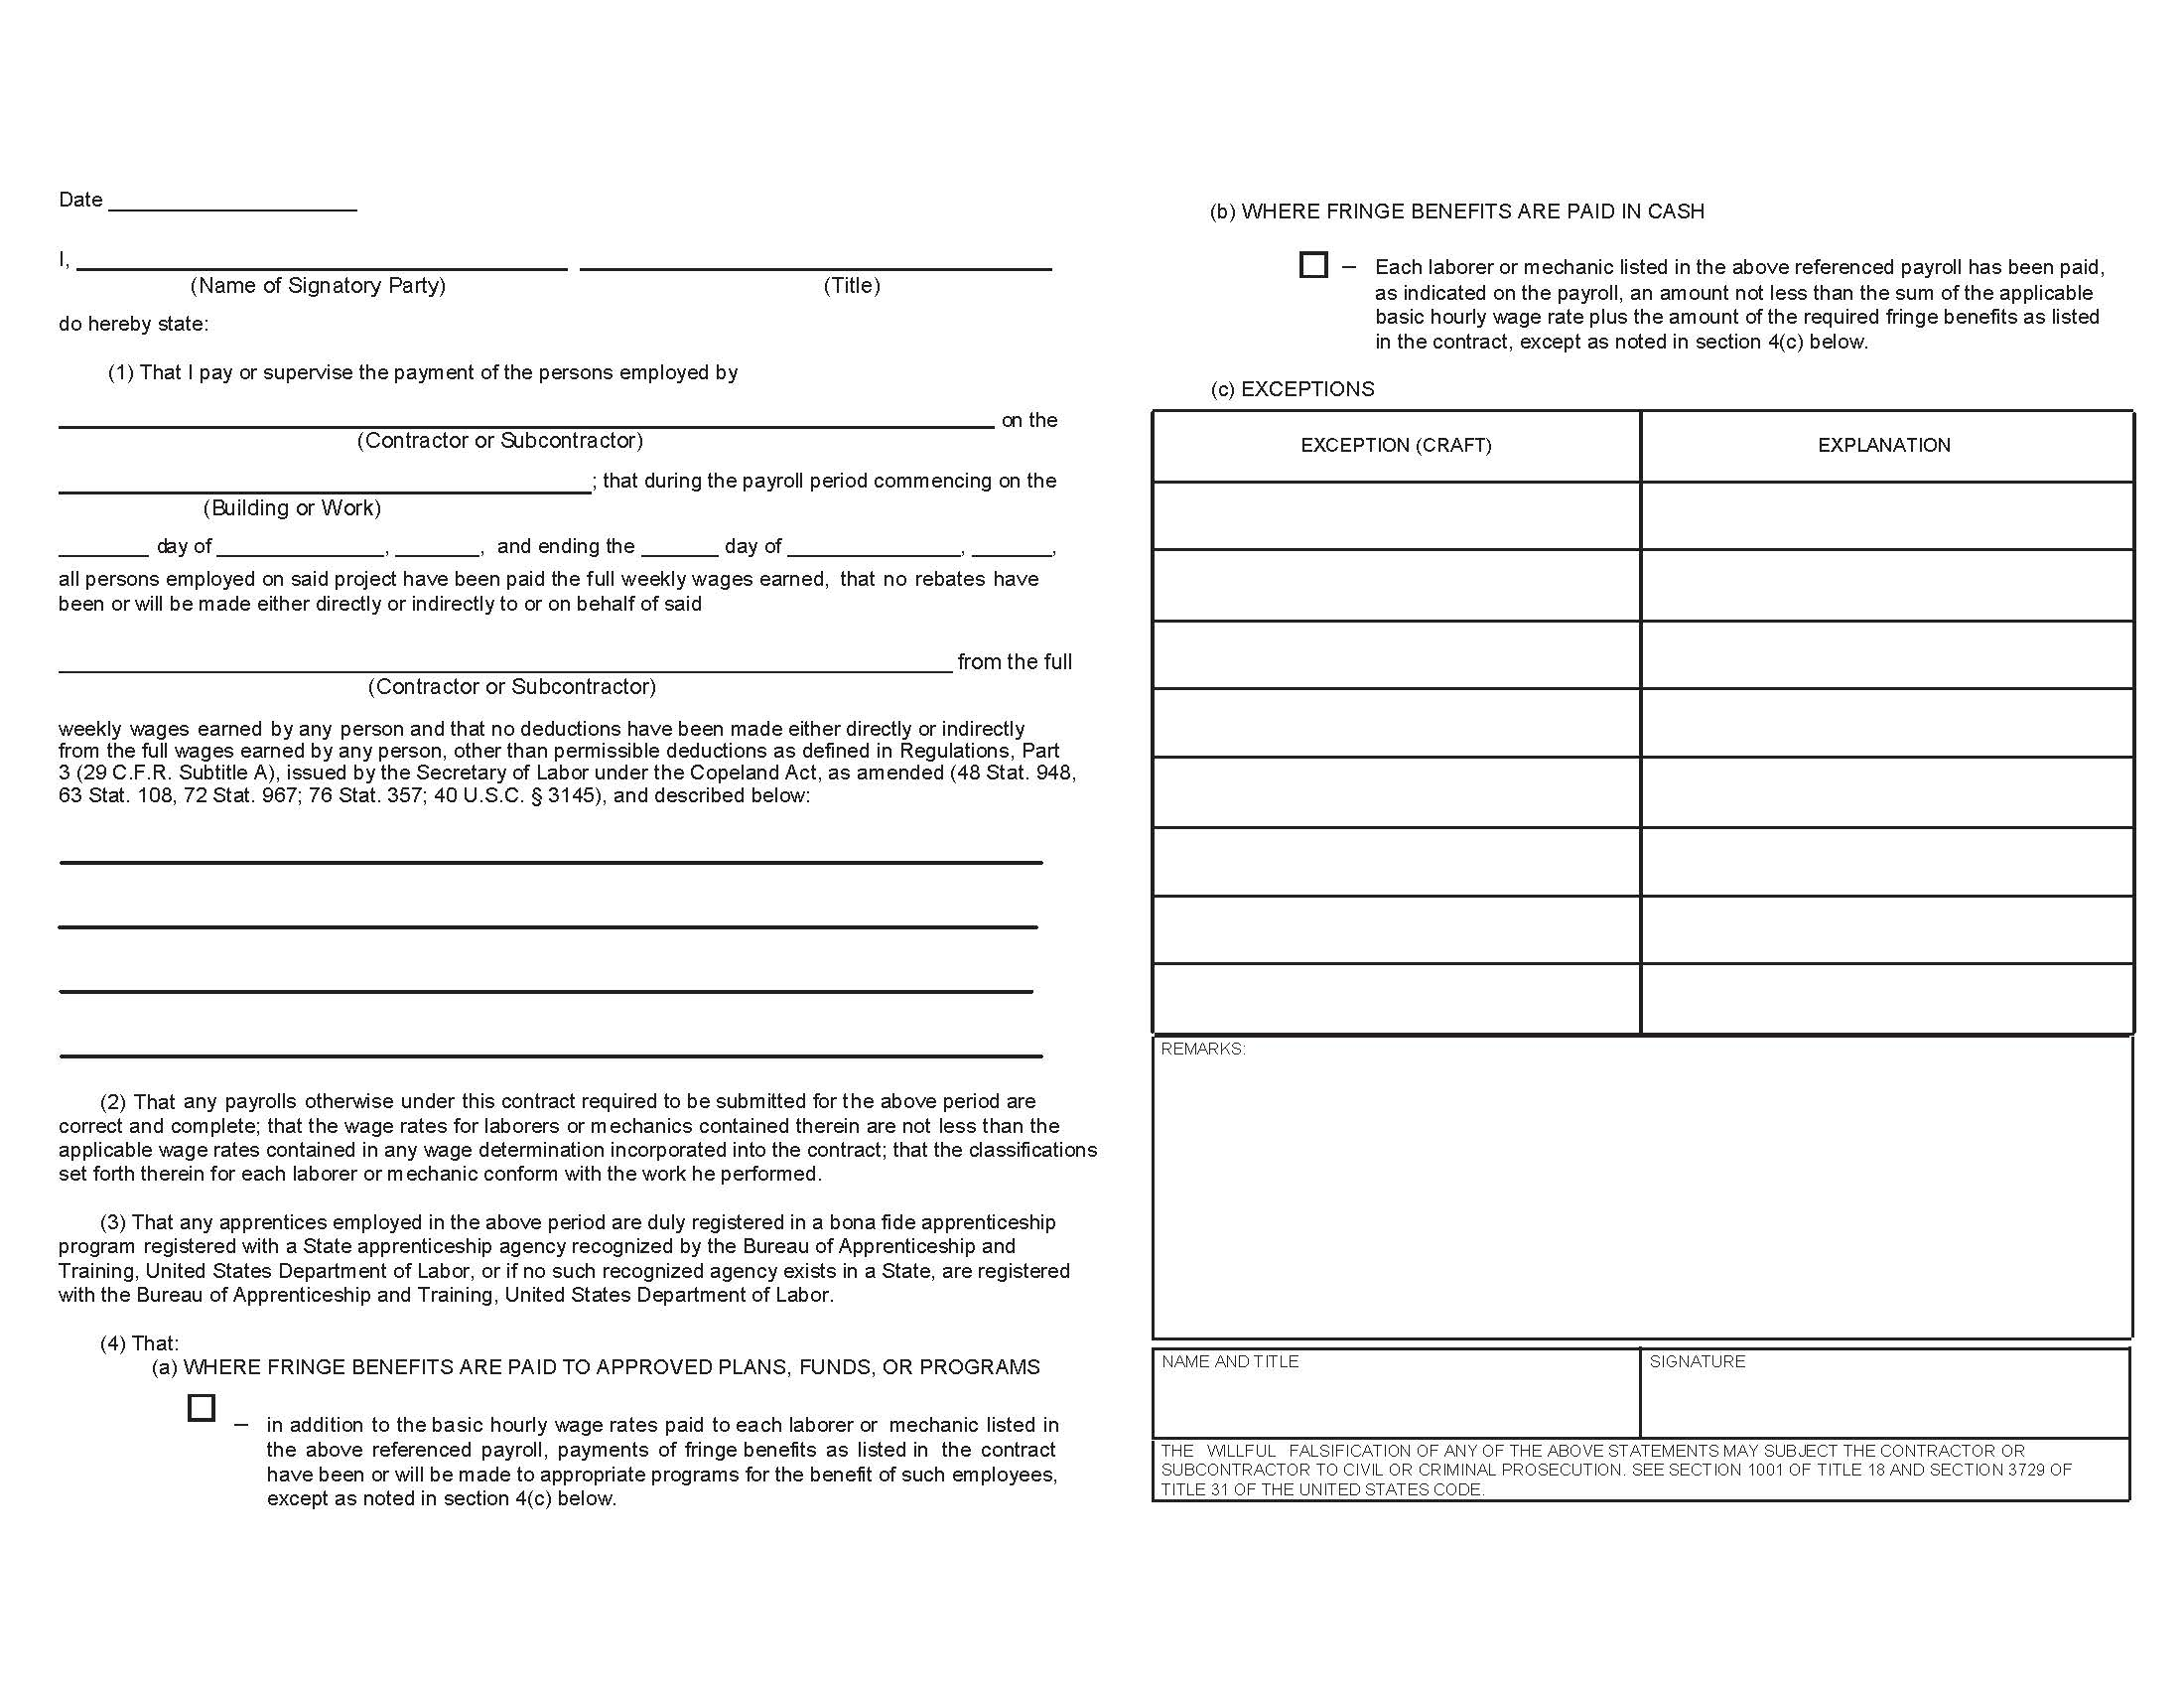 Date
I,
(Name of Signatory Party) (Title)
do hereby state:
(1) That I pay or supervise the payment of the persons employed by
on the
(Contractor or Subcontractor)
; that during the payroll period commencing on the
(Building or Work)
day of , , and ending the day of , ,
all persons employed on said project have been paid the full weekly wages earned, that no rebates have
been or will be made either directly or indirectly to or on behalf of said
from the full
(Contractor or Subcontractor)
weekly wages earned by any person and that no deductions have been made either directly or indirectly
from the full wages earned by any person, other than permissible deductions as defined in Regulations, Part
3 (29 C.F.R. Subtitle A), issued by the Secretary of Labor under the Copeland Act, as amended (48 Stat. 948,
63 Stat. 108, 72 Stat. 967; 76 Stat. 357; 40 U.S.C. § 3145), and described below:
(2) That any payrolls otherwise under this contract required to be submitted for the above period are
correct and complete; that the wage rates for laborers or mechanics contained therein are not less than the
applicable wage rates contained in any wage determination incorporated into the contract; that the classifications
set forth therein for each laborer or mechanic conform with the work he performed.
(3) That any apprentices employed in the above period are duly registered in a bona fide apprenticeship
program registered with a State apprenticeship agency recognized by the Bureau of Apprenticeship and
Training, United States Department of Labor, or if no such recognized agency exists in a State, are registered
with the Bureau of Apprenticeship and Training, United States Department of Labor.
(4) That:
(a) WHERE FRINGE BENEFITS ARE PAID TO APPROVED PLANS, FUNDS, OR PROGRAMS
– in addition to the basic hourly wage rates paid to each laborer or mechanic listed in
the above referenced payroll, payments of fringe benefits as listed in the contract
have been or will be made to appropriate programs for the benefit of such employees,
except as noted in section 4(c) below.
(b) WHERE FRINGE BENEFITS ARE PAID IN CASH
– Each laborer or mechanic listed in the above referenced payroll has been paid,
as indicated on the payroll, an amount not less than the sum of the applicable
basic hourly wage rate plus the amount of the required fringe benefits as listed
in the contract, except as noted in section 4(c) below.
(c) EXCEPTIONS
EXCEPTION (CRAFT) EXPLANATION
REMARKS:
NAME AND TITLE SIGNATURE
THE WILLFUL FALSIFICATION OF ANY OF THE ABOVE STATEMENTS MAY SUBJECT THE CONTRACTOR OR
SUBCONTRACTOR TO CIVIL OR CRIMINAL PROSECUTION. SEE SECTION 1001 OF TITLE 18 AND SECTION 3729 OF
TITLE 31 OF THE UNITED STATES CODE.